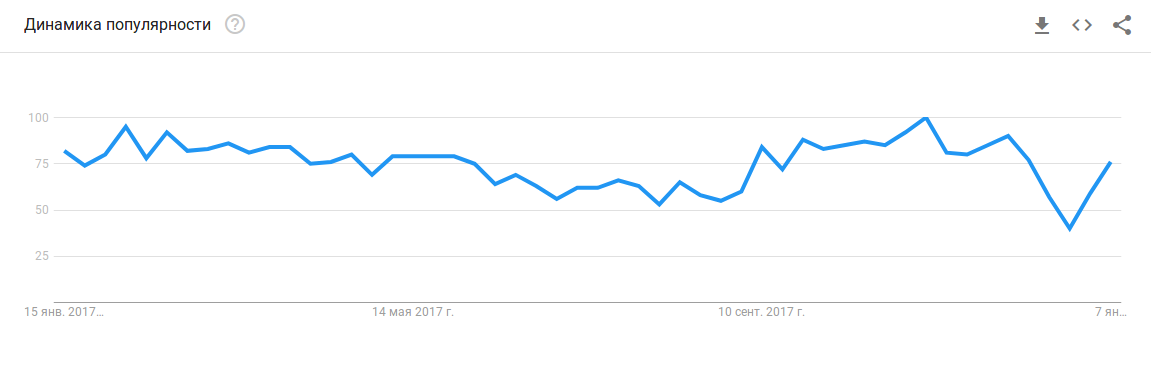 Динамика популярности ?
100
75
50
25
15 янв. 2017…
14 мая 2017 г.
10 сент. 2017 г.
7 ян…